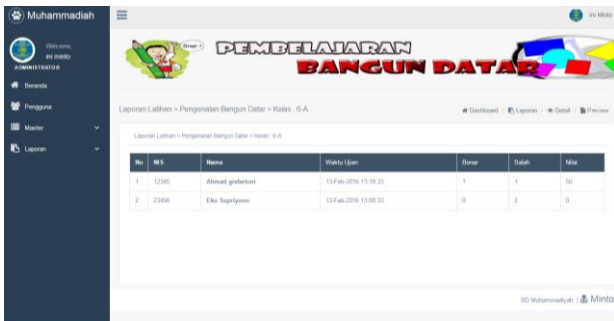 Muhammadiah
ini Minto
Welcome,
ini minto
ADMINISTRATOR
PEMBELAJARAN
BANGUN DATAR
Beranda
Pengguna
Master
Laporan
Laporan Latihan > Pengenalan Bangun Datar > Kelas : 6-A
Dashboard / Laporan / Detail / Preview
Laporan Latihan > Pengenalan Bangun Datar > Kelas : 6-A
No NIS Nama Waktu Ujian Benar Salah Nilai
1 12345 13-Feb-2016 13:18:33 1 1 50
2 23456 Eko Supriyono 13-Feb-2016 13:00:33 0 2 0
SD Muhammadiyah | Minto